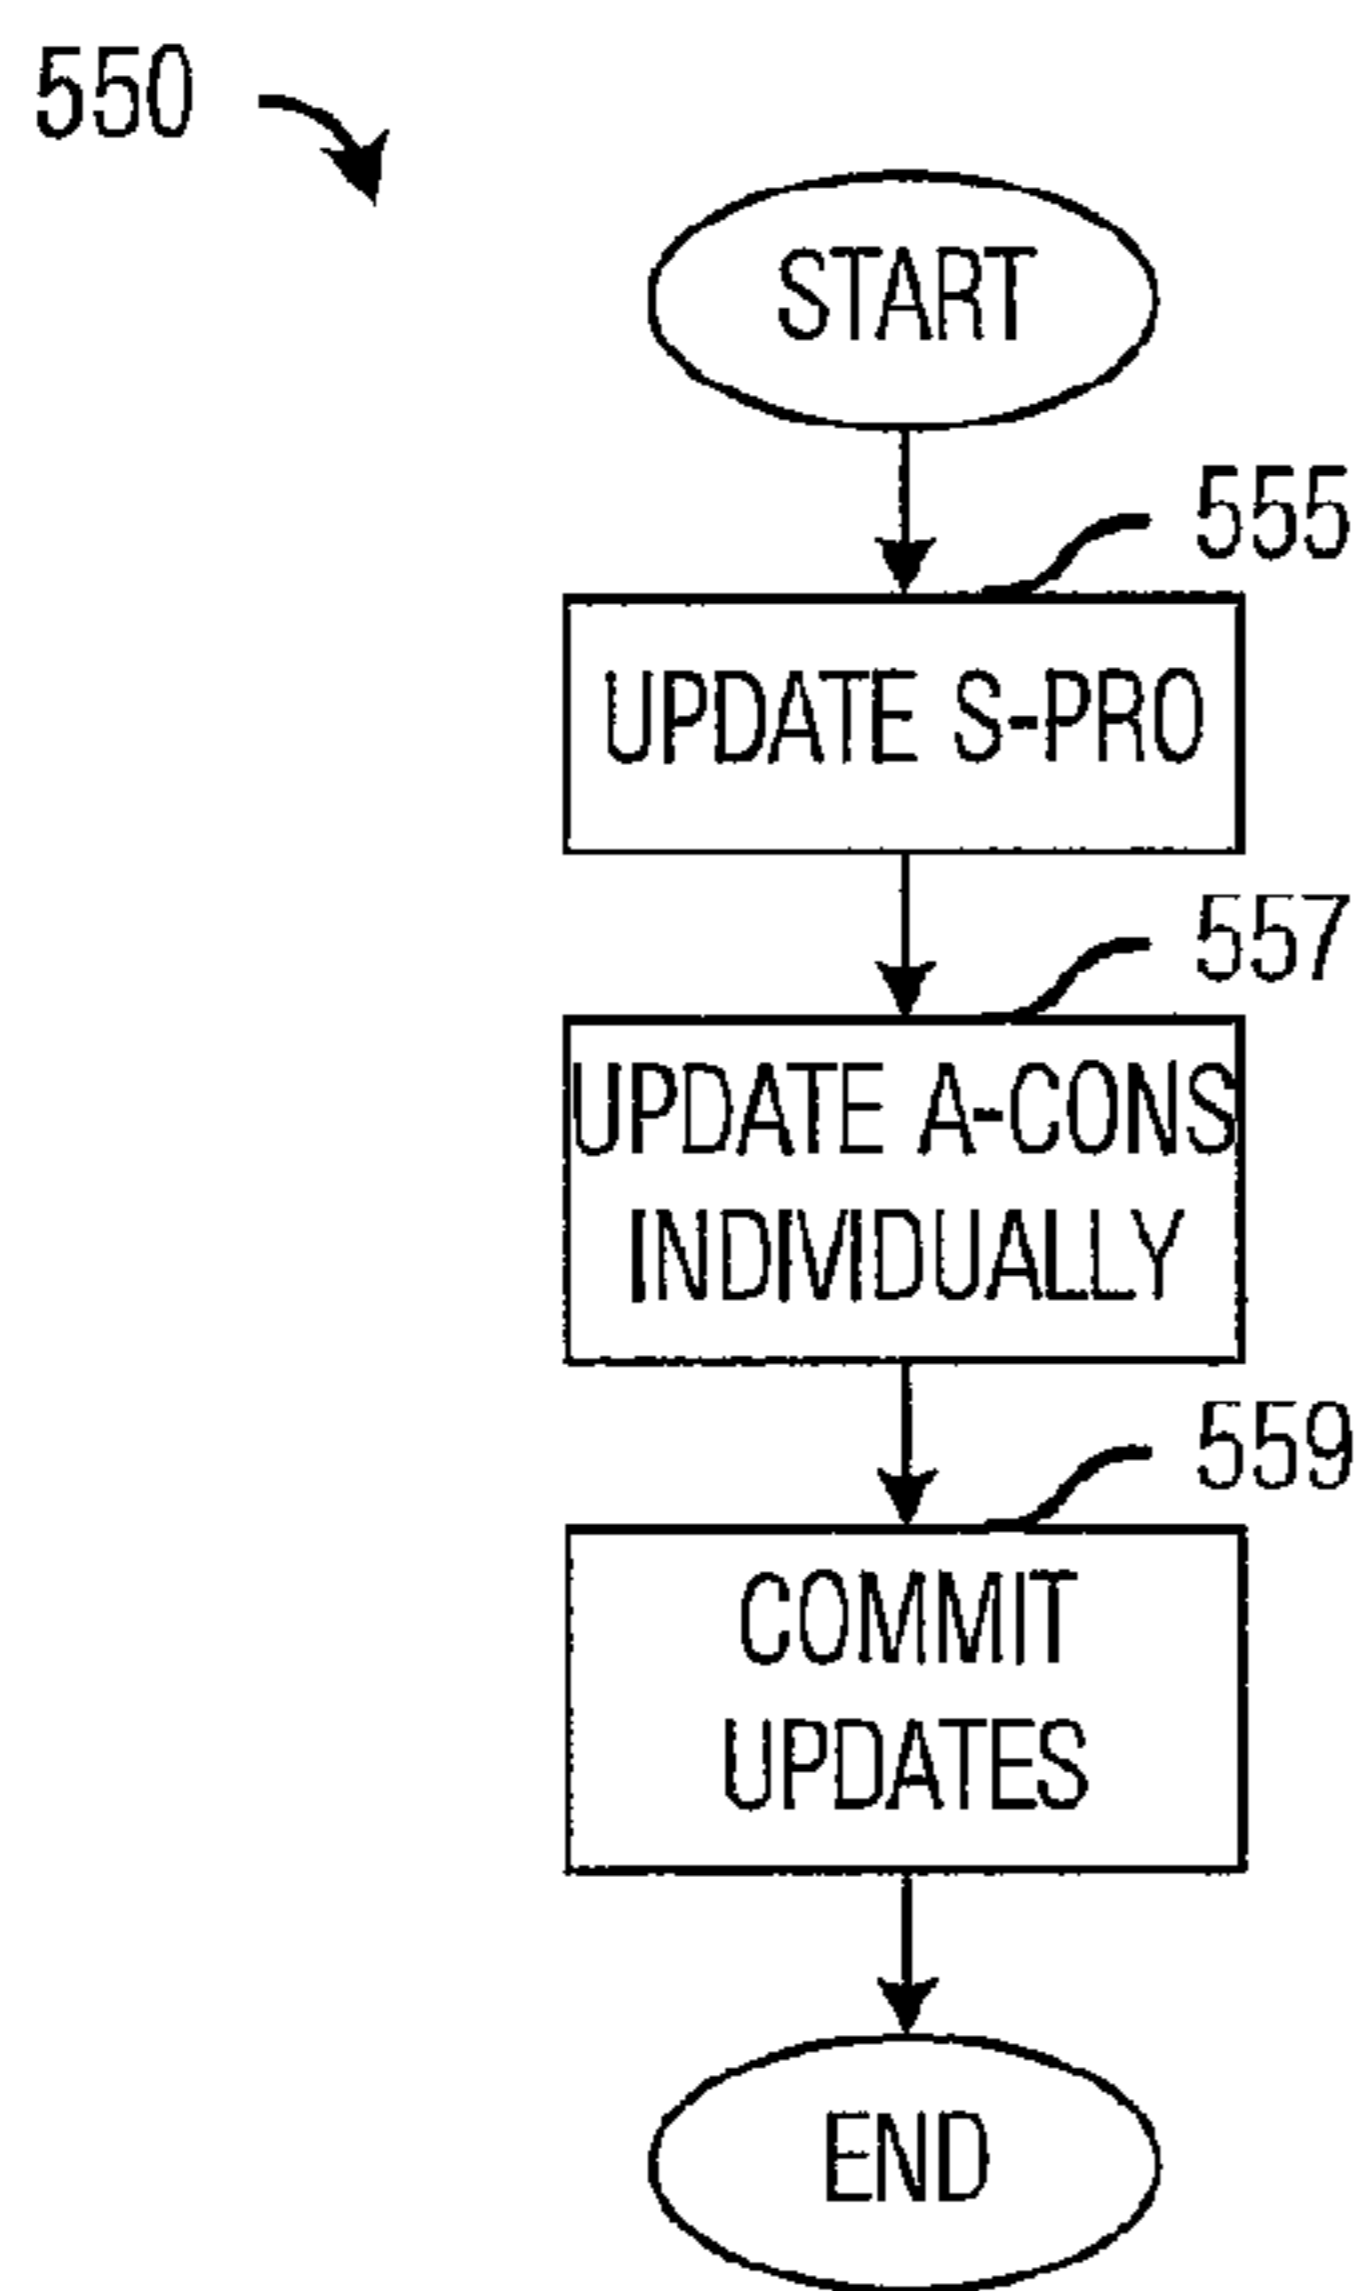 550
START
555
UPDATE S-PRO
557
UPDATE A-CONS
INDIVIDUALLY
559
COMMIT
UPDATES
END